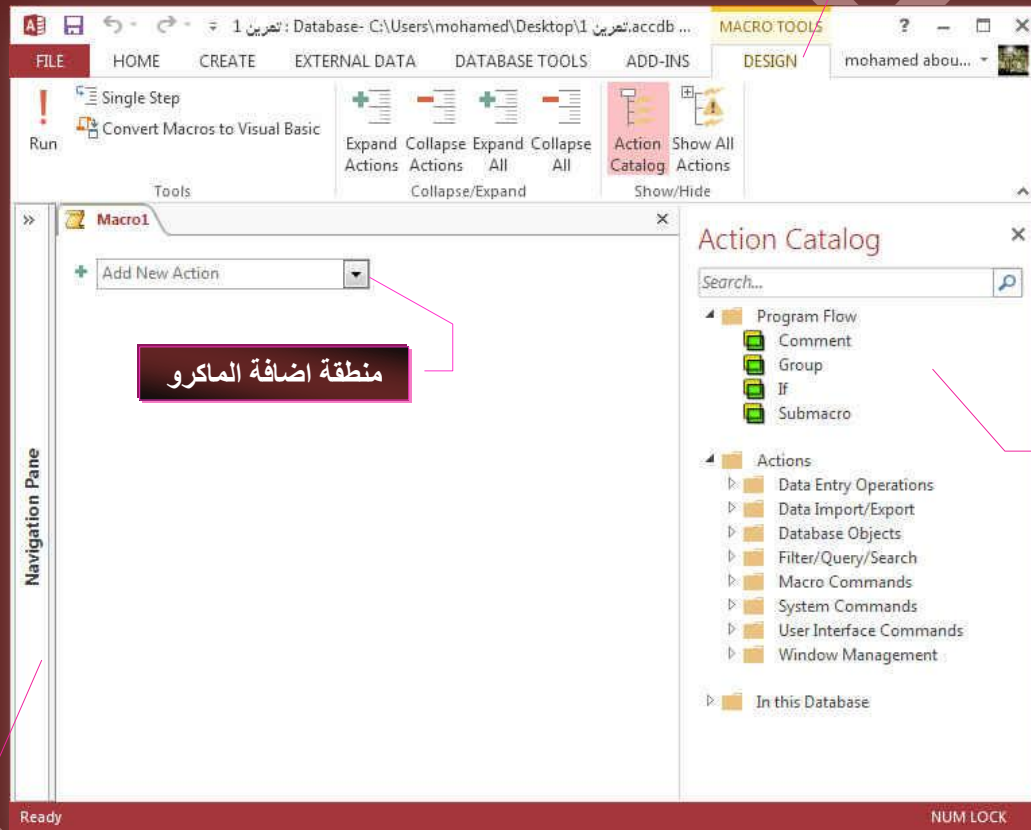 تمرين 1 : Database- C:\Users\mohamed\Desktop\تمرين 1.accdb ...
MACRO TOOLS
?
FILE
HOME
CREATE
EXTERNAL DATA
DATABASE TOOLS
ADD-INS
DESIGN
mohamed abou...
Run
Single Step
Convert Macros to Visual Basic
Tools
Expand Actions
Collapse Actions
Expand All
Collapse All
Collapse/Expand
Action Catalog
Show All Actions
Show/Hide
»
Navigation Pane
Macro1
Add New Action
منطقة اضافة الماكرو
Action Catalog
Search...
Program Flow
Comment
Group
If
Submacro
Actions
Data Entry Operations
Data Import/Export
Database Objects
Filter/Query/Search
Macro Commands
System Commands
User Interface Commands
Window Management
In this Database
Ready
NUM LOCK